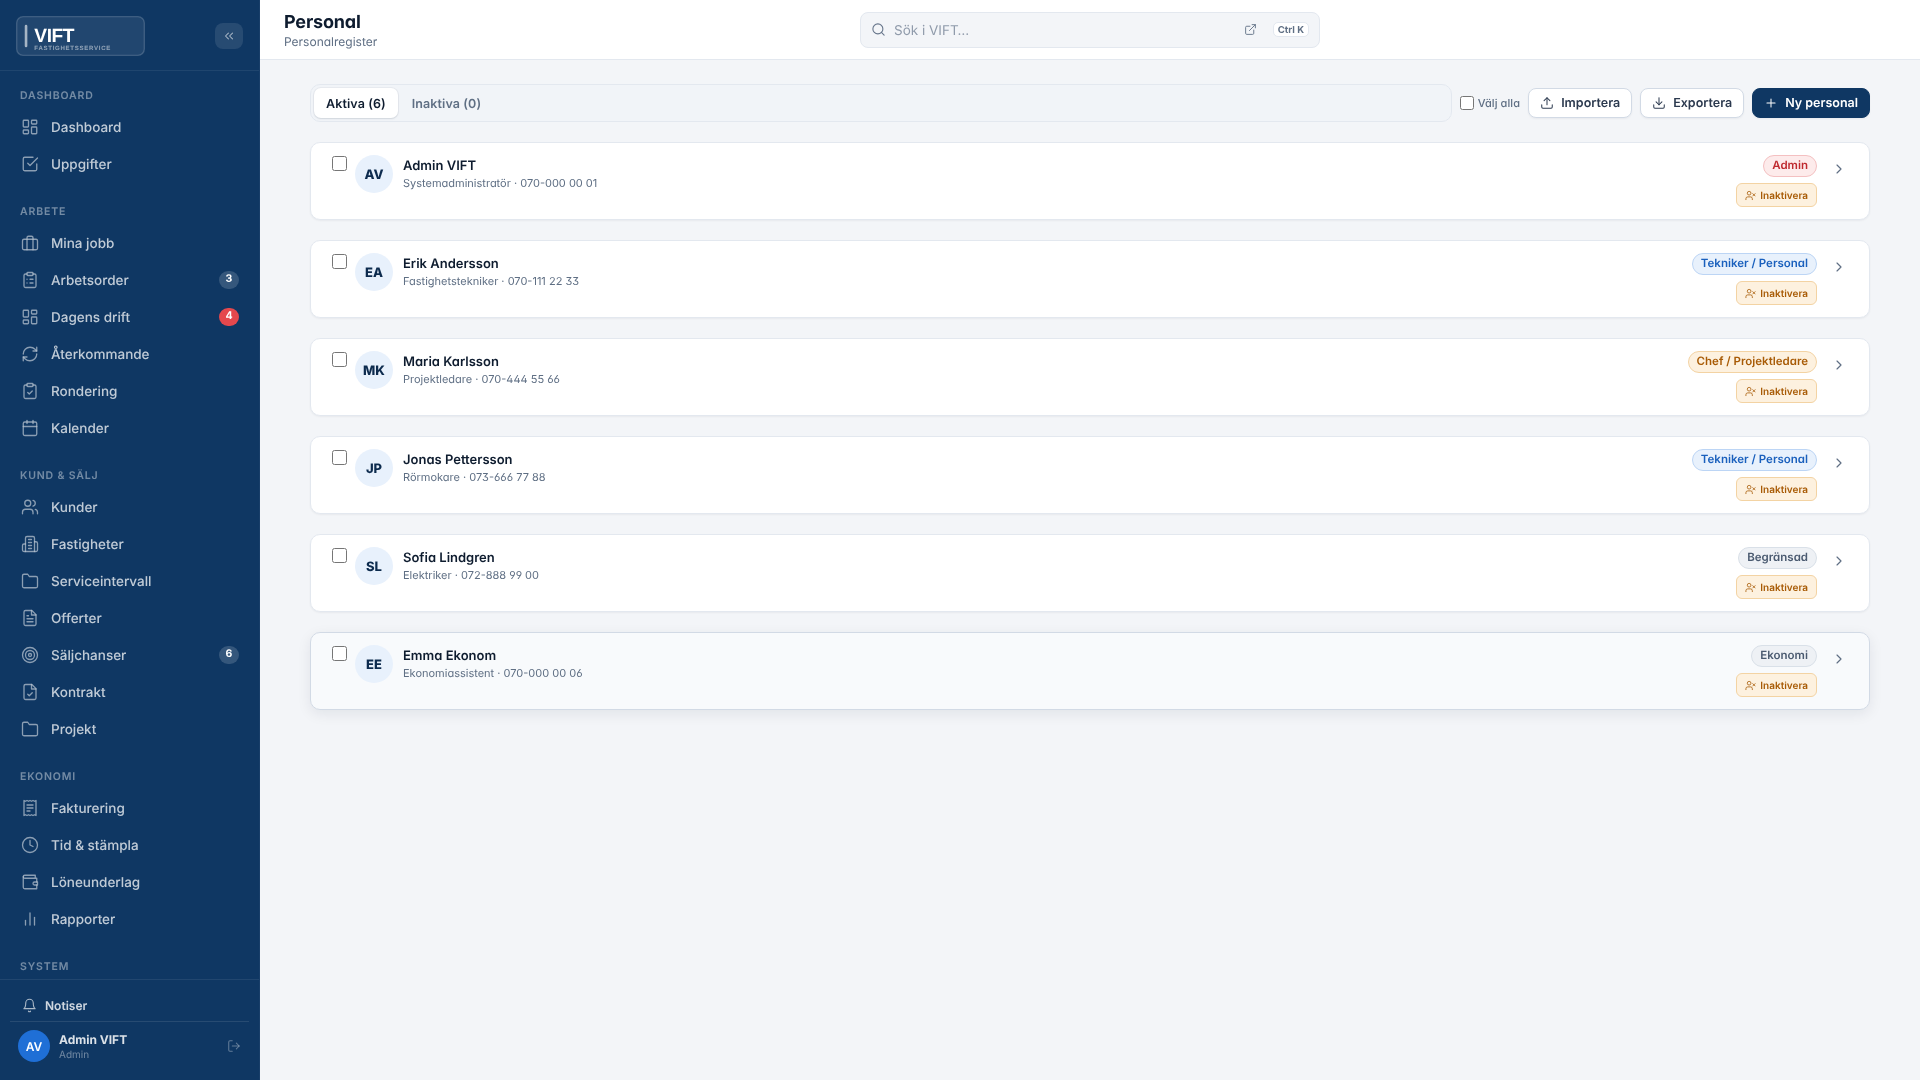 VIFT
FASTIGHETSSERVICE
DASHBOARD
Dashboard
Uppgifter
ARBETE
Mina jobb
Arbetsorder 3
Dagens drift 4
Återkommande
Rondering
Kalender
KUND & SÄLJ
Kunder
Fastigheter
Serviceintervall
Offerter
Säljchanser 6
Kontrakt
Projekt
EKONOMI
Fakturering
Tid & stämpla
Löneunderlag
Rapporter
SYSTEM
Notiser
AV
Admin VIFT
Admin
Personal
Personalregister
Sök i VIFT... Ctrl K
Aktiva (6) Inaktiva (0) Välj alla Importera Exportera Ny personal
AV
Admin VIFT
Systemadministratör · 070-000 00 01
Admin
Inaktivera
EA
Erik Andersson
Fastighetstekniker · 070-111 22 33
Tekniker / Personal
Inaktivera
MK
Maria Karlsson
Projektledare · 070-444 55 66
Chef / Projektledare
Inaktivera
JP
Jonas Pettersson
Rörmokare · 073-666 77 88
Tekniker / Personal
Inaktivera
SL
Sofia Lindgren
Elektriker · 072-888 99 00
Begränsad
Inaktivera
EE
Emma Ekonom
Ekonomiassistent · 070-000 00 06
Ekonomi
Inaktivera